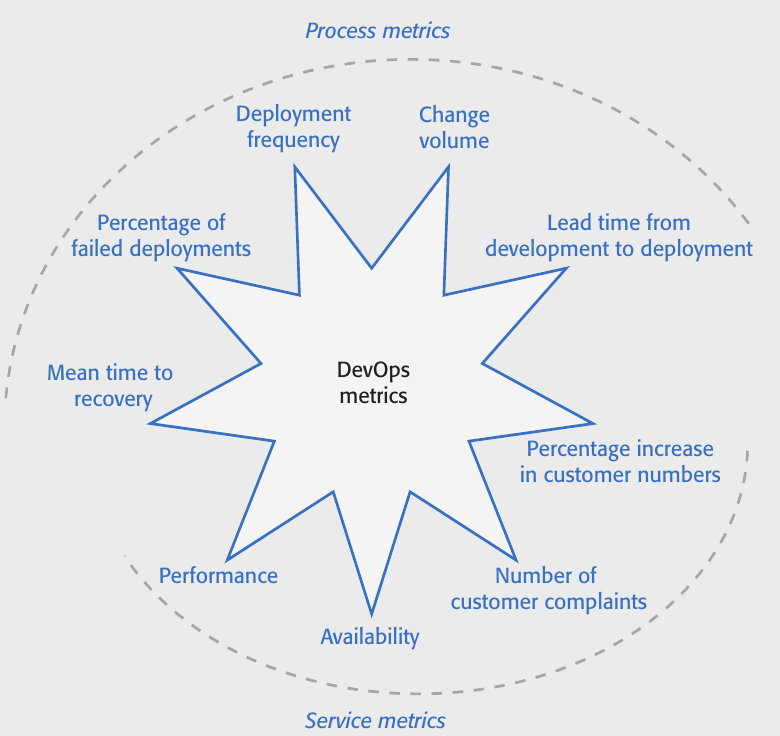 Process metrics
Deployment
frequency
Change
volume
Percentage of
failed deployments
Lead time from
development to deployment
Mean time to
recovery
DevOps
metrics
Percentage increase
in customer numbers
Performance
Number of
customer complaints
Availability
Service metrics